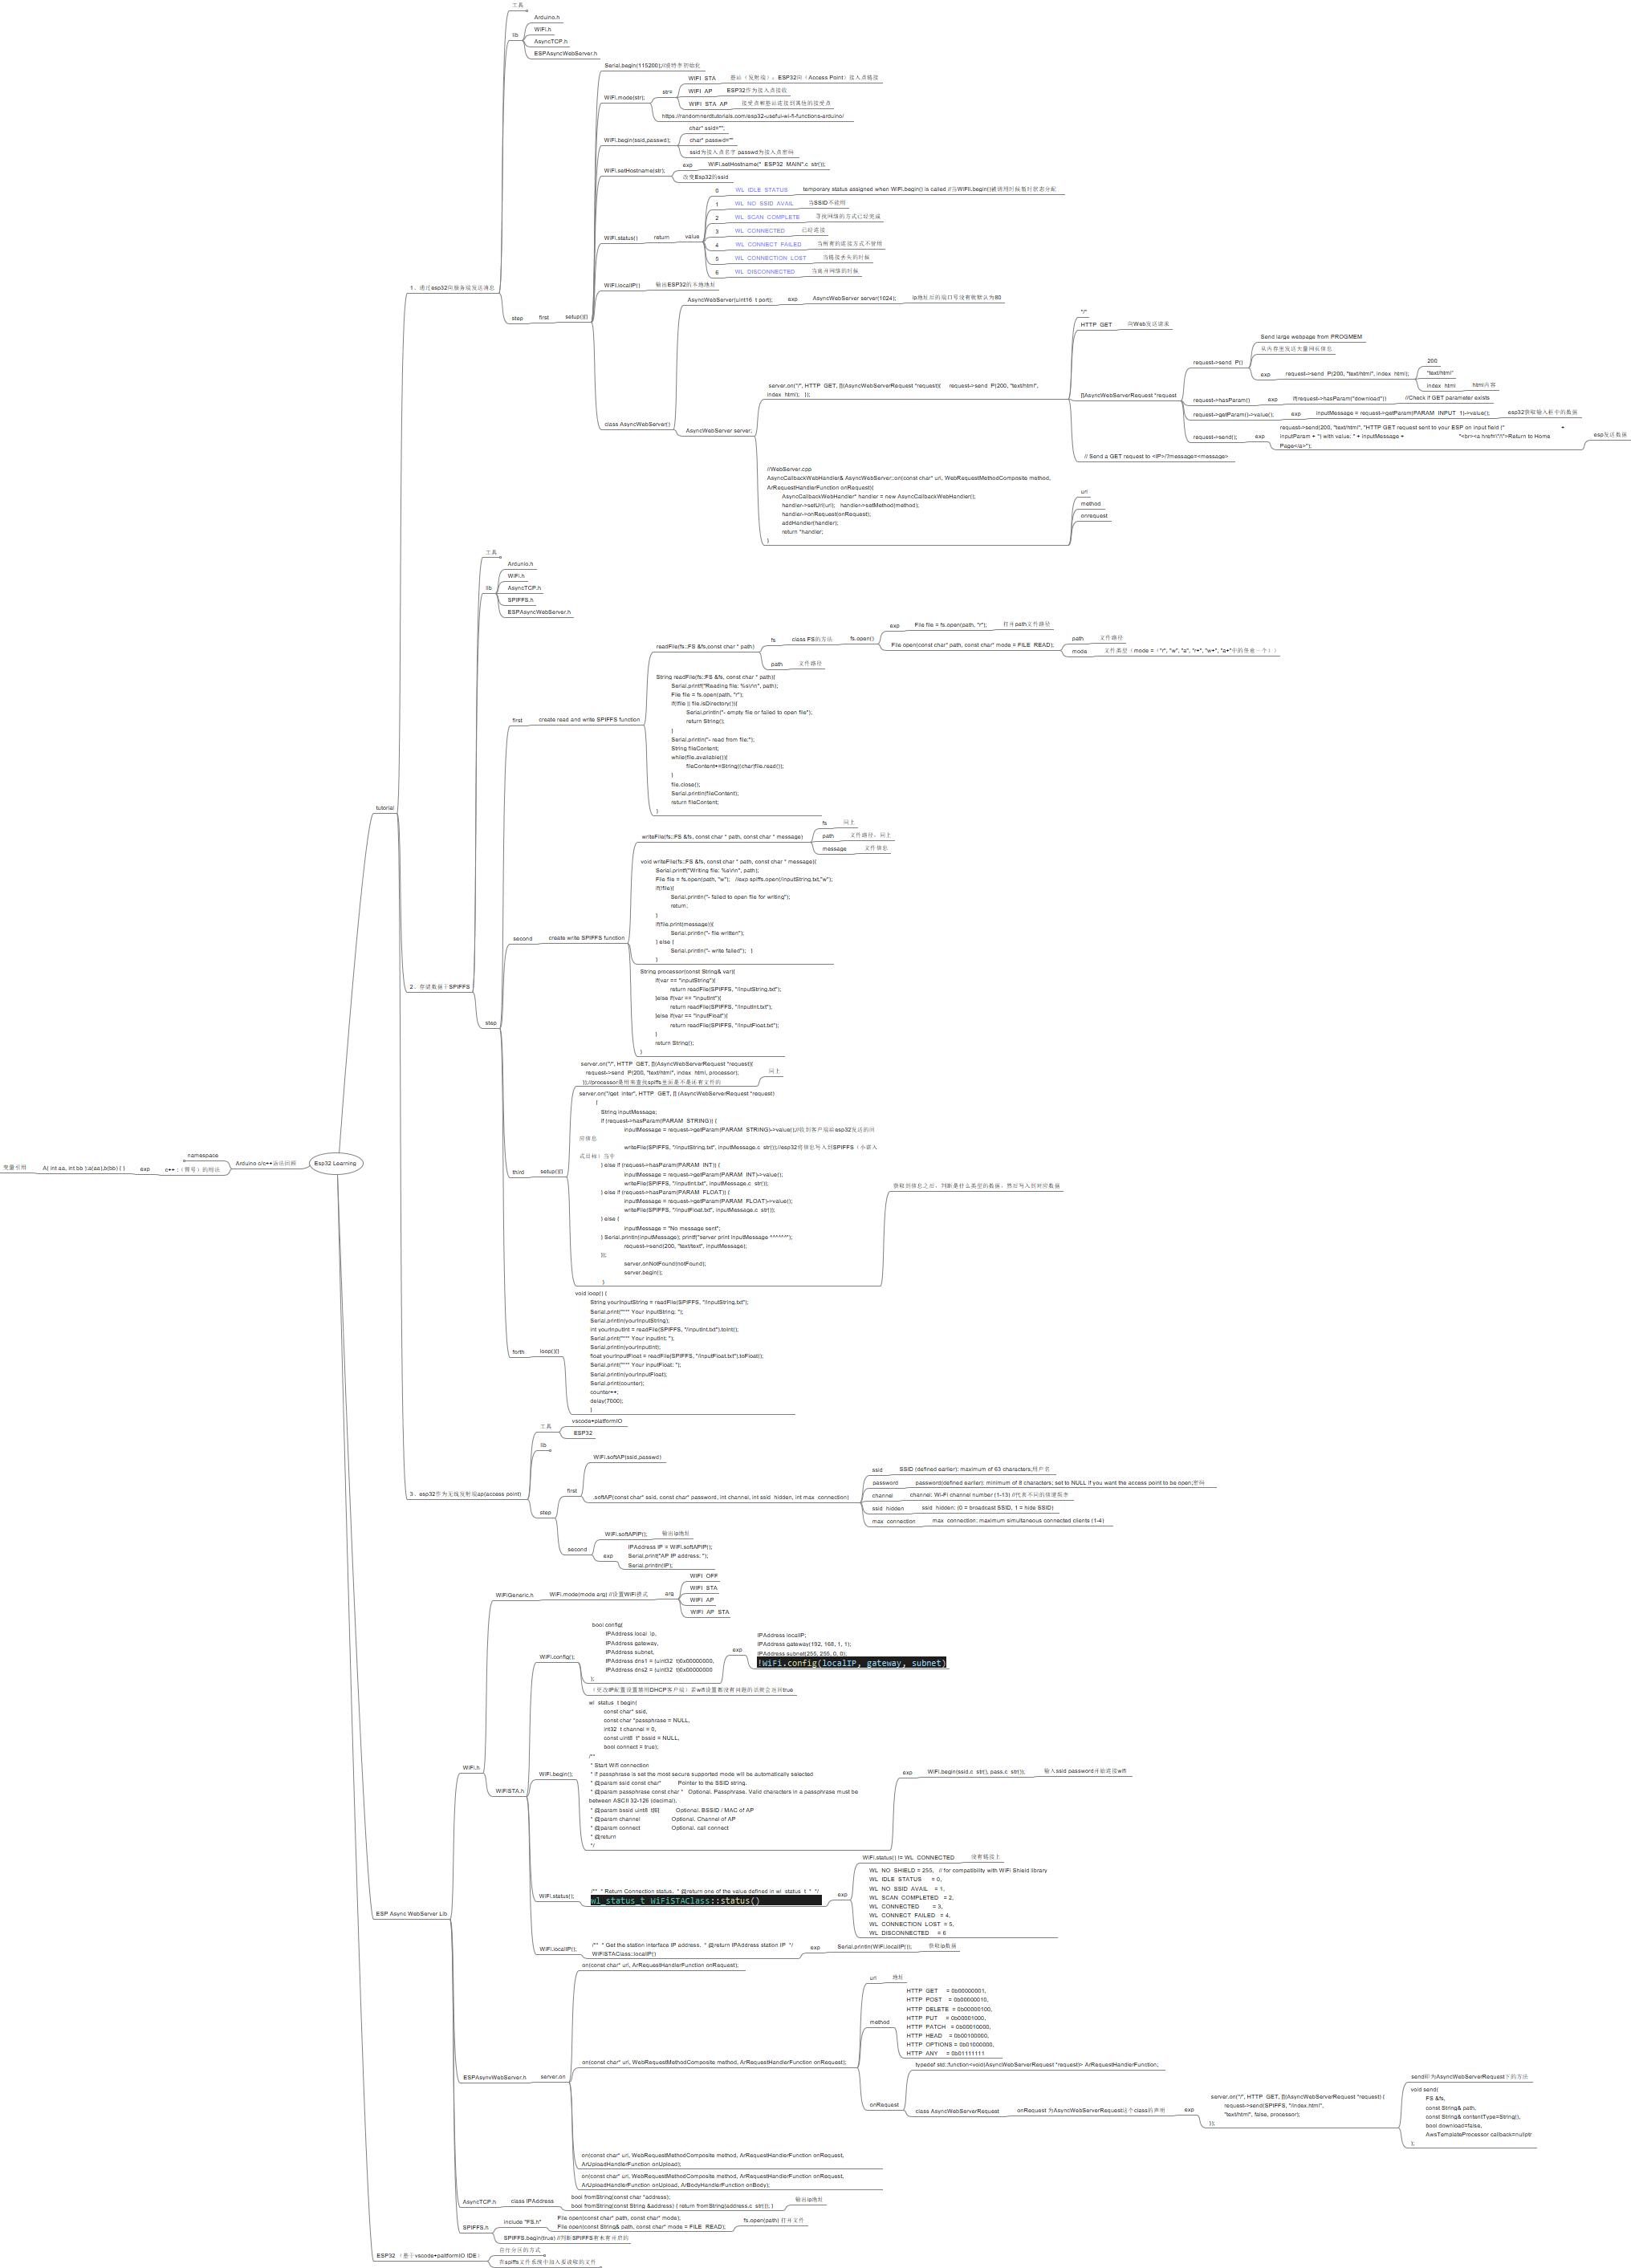 工具
lib
Arduino.h
WiFi.h
AsyncTCP.h
ESPAsyncWebServer.h
Serial.begin(115200);//波特率初始化
WiFi.mode(str);
str=
WIFI_STA
基站（发射端）：ESP32向（Access Point）接入点链接
WIFI_AP
ESP32作为接入点接收
WIFI_STA_AP
接受点和基站连接到其他的接受点
https://randomnerdtutorials.com/esp32-useful-wi-fi-functions-arduino/
WiFi.begin(ssid,passwd);
char* ssid="";
char* passwd=""
ssid为接入点名字 passwd为接入点密码
WiFi.setHostname(str);
exp
WiFi.setHostname("_ESP32_MAIN".c_str());
改变Esp32的ssid
WiFi.status()
return
value
0
WL_IDLE_STATUS
temporary status assigned when WiFi.begin() is called //当WIFII.begin()被调用时候暂时状态分配
1
WL_NO_SSID_AVAIL
当SSID不能用
2
WL_SCAN_COMPLETE
寻找网络的方式已经完成
3
WL_CONNECTED
已经连接
4
WL_CONNECT_FAILED
当所有的连接方式不管用
5
WL_CONNECTION_LOST
当链接丢失的时候
6
WL_DISCONNECTED
当离开网络的时候
WiFi.localIP()
输出ESP32的本地地址
1、通过esp32向服务端发送消息
step
first
setup(){}
class AsyncWebServer()
AsyncWebServer(uint16_t port);
exp
AsyncWebServer server(1024);
ip地址后的端口号没有就默认为80
AsyncWebServer server;
server.on("/", HTTP_GET, [](AsyncWebServerRequest *request){ request->send_P(200, "text/html",
index_html); });
"/"
HTTP_GET
向Web发送请求
[]AsyncWebServerRequest *request
request->send_P()
Send large webpage from PROGMEM
从内存里发送大量网页信息
exp
request->send_P(200, "text/html", index_html);
200
"text/html"
index_html
html内容
request->hasParam()
exp
if(request->hasParam("download"))
//Check if GET parameter exists
request->getParam()->value();
exp
inputMessage = request->getParam(PARAM_INPUT_1)->value();
esp32获取输入框中的数据
request->send();
exp
request->send(200, "text/html", "HTTP GET request sent to your ESP on input field (" +
inputParam + ") with value: " + inputMessage + "<br><a href=\"/\">Return to Home
Page</a>");
esp发送数据
// Send a GET request to <IP>/?message=<message>
//WebServer.cpp
AsyncCallbackWebHandler& AsyncWebServer::on(const char* uri, WebRequestMethodComposite method,
ArRequestHandlerFunction onRequest){
AsyncCallbackWebHandler* handler = new AsyncCallbackWebHandler();
handler->setUri(uri); handler->setMethod(method);
handler->onRequest(onRequest);
addHandler(handler);
return *handler;
}
uri
method
onrequest
工具
lib
Ardunio.h
WiFi.h
AsyncTCP.h
SPIFFS.h
ESPAsyncWebServer.h
2、存储数据于SPIFFS
step
first
create read and write SPIFFS function
readFile(fs::FS &fs,const char * path)
fs
class FS的方法
fs.open()
exp
File file = fs.open(path, "r");
打开path文件路径
File open(const char* path, const char* mode = FILE_READ);
path
文件路径
mode
文件类型（mode =（"r", "w", "a", "r+", "w+", "a+"中的任意一个））
path
文件路径
String readFile(fs::FS &fs, const char * path){
Serial.printf("Reading file: %s\r\n", path);
File file = fs.open(path, "r");
if(!file || file.isDirectory()){
Serial.println("- empty file or failed to open file");
return String();
}
Serial.println("- read from file:");
String fileContent;
while(file.available()){
fileContent+=String((char)file.read());
}
file.close();
Serial.println(fileContent);
return fileContent;
}
second
create write SPIFFS function
writeFile(fs::FS &fs, const char * path, const char * message)
fs
同上
path
文件路径，同上
message
文件信息
void writeFile(fs::FS &fs, const char * path, const char * message){
Serial.printf("Writing file: %s\r\n", path);
File file = fs.open(path, "w"); //exp spiffs.open(/inputString.txt,"w");
if(!file){
Serial.println("- failed to open file for writing");
return;
}
if(file.print(message)){
Serial.println("- file written");
} else {
Serial.println("- write failed"); }
}
String processor(const String& var){
if(var == "inputString"){
return readFile(SPIFFS, "/inputString.txt");
}else if(var == "inputInt"){
return readFile(SPIFFS, "/inputInt.txt");
}else if(var == "inputFloat"){
return readFile(SPIFFS, "/inputFloat.txt");
}
return String();
}
tutorial
third
setup(){}
server.on("/", HTTP_GET, [](AsyncWebServerRequest *request){
request->send_P(200, "text/html", index_html, processor);
});//processor是用来查找spiffs里面是不是还有文件的
同上
server.on("/get_inter", HTTP_GET, [] (AsyncWebServerRequest *request)
{
String inputMessage;
if (request->hasParam(PARAM_STRING)) {
inputMessage = request->getParam(PARAM_STRING)->value();//收到客户端给esp32发送的回
应信息
writeFile(SPIFFS, "/inputString.txt", inputMessage.c_str());//esp32将信息写入到SPIFFS（小嵌入
式目标）当中
} else if (request->hasParam(PARAM_INT)) {
inputMessage = request->getParam(PARAM_INT)->value();
writeFile(SPIFFS, "/inputInt.txt", inputMessage.c_str());
} else if (request->hasParam(PARAM_FLOAT)) {
inputMessage = request->getParam(PARAM_FLOAT)->value();
writeFile(SPIFFS, "/inputFloat.txt", inputMessage.c_str());
} else {
inputMessage = "No message sent";
} Serial.println(inputMessage); printf("server print inputMessage ^^^^^^");
request->send(200, "text/text", inputMessage);
});
server.onNotFound(notFound);
server.begin();
}
获取到信息之后，判断是什么类型的数据，然后写入到对应数据
forth
loop(){}
void loop() {
String yourInputString = readFile(SPIFFS, "/inputString.txt");
Serial.print("*** Your inputString: ");
Serial.println(yourInputString);
int yourInputInt = readFile(SPIFFS, "/inputInt.txt").toInt();
Serial.print("*** Your inputInt: ");
Serial.println(yourInputInt);
float yourInputFloat = readFile(SPIFFS, "/inputFloat.txt").toFloat();
Serial.print("*** Your inputFloat: ");
Serial.println(yourInputFloat);
Serial.print(counter);
counter++;
delay(7000);
}
变量引用
A( int aa, int bb ):a(aa),b(bb) { }
exp
c++ :（冒号）的用法
namespace
Arduino c/c++语法回顾
Esp32 Learning
3、esp32作为无线发射端ap(access point)
工具
vscode+platformIO
ESP32
lib
step
first
WiFi.softAP(ssid,passwd)
.softAP(const char* ssid, const char* password, int channel, int ssid_hidden, int max_connection)
ssid
SSID (defined earlier): maximum of 63 characters;用户名
password
password(defined earlier): minimum of 8 characters; set to NULL if you want the access point to be open;密码
channel
channel: Wi-Fi channel number (1-13) //代表不同的信道频率
ssid_hidden
ssid_hidden: (0 = broadcast SSID, 1 = hide SSID)
max_connection
max_connection: maximum simultaneous connected clients (1-4)
second
WiFi.softAPIP();
输出ip地址
exp
IPAddress IP = WiFi.softAPIP();
Serial.print("AP IP address: ");
Serial.println(IP);
ESP Async WebServer Lib
WiFi.h
WiFiGeneric.h
WiFi.mode(mode arg) //设置WiFi模式
arg
WIFI_OFF
WIFI_STA
WIFI_AP
WIFI_AP_STA
WiFiSTA.h
WiFi.config();
bool config(
IPAddress local_ip,
IPAddress gateway,
IPAddress subnet,
IPAddress dns1 = (uint32_t)0x00000000,
IPAddress dns2 = (uint32_t)0x00000000
);
exp
IPAddress localIP;
IPAddress gateway(192, 168, 1, 1);
IPAddress subnet(255, 255, 0, 0);
!WiFi.config(localIP, gateway, subnet)
（更改IP配置设置禁用DHCP客户端）若wifi设置都没有问题的话就会返回true
WiFi.begin();
wl_status_t begin(
const char* ssid,
const char *passphrase = NULL,
int32_t channel = 0,
const uint8_t* bssid = NULL,
bool connect = true);
/**
* Start Wifi connection
* if passphrase is set the most secure supported mode will be automatically selected
* @param ssid const char* Pointer to the SSID string.
* @param passphrase const char * Optional. Passphrase. Valid characters in a passphrase must be
between ASCII 32-126 (decimal).
* @param bssid uint8_t[6] Optional. BSSID / MAC of AP
* @param channel Optional. Channel of AP
* @param connect Optional. call connect
* @return
*/
exp
WiFi.begin(ssid.c_str(), pass.c_str());
输入ssid password开始连接wifi
WiFi.status();
/** * Return Connection status. * @return one of the value defined in wl_status_t * */
wl_status_t WiFiSTAClass::status()
exp
WiFi.status() != WL_CONNECTED
没有链接上
WL_NO_SHIELD = 255, // for compatibility with WiFi Shield library
WL_IDLE_STATUS = 0,
WL_NO_SSID_AVAIL = 1,
WL_SCAN_COMPLETED = 2,
WL_CONNECTED = 3,
WL_CONNECT_FAILED = 4,
WL_CONNECTION_LOST = 5,
WL_DISCONNECTED = 6
WiFi.localIP();
/** * Get the station interface IP address. * @return IPAddress station IP */
WiFiSTAClass::localIP()
exp
Serial.println(WiFi.localIP());
获取ip数据
ESPAsynvWebServer.h
server.on
on(const char* uri, ArRequestHandlerFunction onRequest);
on(const char* uri, WebRequestMethodComposite method, ArRequestHandlerFunction onRequest);
uri
地址
method
HTTP_GET = 0b00000001,
HTTP_POST = 0b00000010,
HTTP_DELETE = 0b00000100,
HTTP_PUT = 0b00001000,
HTTP_PATCH = 0b00010000,
HTTP_HEAD = 0b00100000,
HTTP_OPTIONS = 0b01000000,
HTTP_ANY = 0b01111111
onRequest
typedef std::function<void(AsyncWebServerRequest *request)> ArRequestHandlerFunction;
class AsyncWebServerRequest
onRequest 为AsyncWebServerRequest这个class的声明
exp
server.on("/", HTTP_GET, [](AsyncWebServerRequest *request) {
request->send(SPIFFS, "/index.html",
"text/html", false, processor);
});
send即为AsyncWebServerRequest下的方法
void send(
FS &fs,
const String& path,
const String& contentType=String(),
bool download=false,
AwsTemplateProcessor callback=nullptr
);
on(const char* uri, WebRequestMethodComposite method, ArRequestHandlerFunction onRequest,
ArUploadHandlerFunction onUpload);
on(const char* uri, WebRequestMethodComposite method, ArRequestHandlerFunction onRequest,
ArUploadHandlerFunction onUpload, ArBodyHandlerFunction onBody);
AsyncTCP.h
class IPAddress
bool fromString(const char *address);
bool fromString(const String &address) { return fromString(address.c_str()); }
输出ip地址
SPIFFS.h
include "FS.h"
File open(const char* path, const char* mode);
File open(const String& path, const char* mode = FILE_READ);
fs.open(path) 打开文件
SPIFFS.begin(true) //判断SPIFFS有木有开启的
ESP32 （基于vscode+paltformIO IDE）
进行分区的方式
在spiffs文件系统中加入要读取的文件